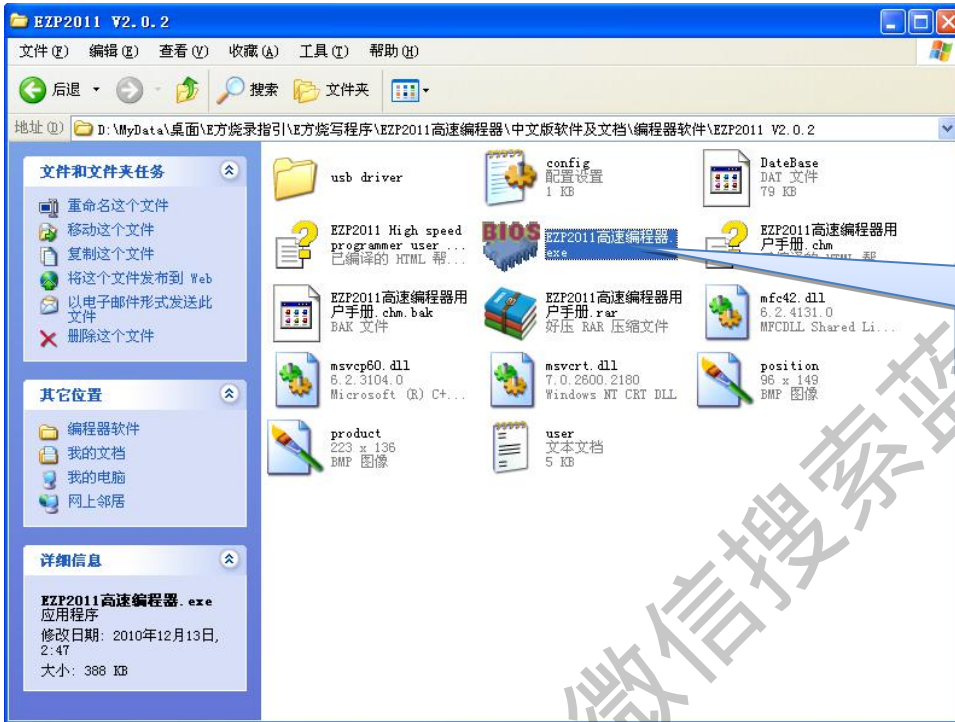 EZP2011 V2.0.2
文件(F) 编辑(E) 查看(V) 收藏(A) 工具(T) 帮助(H)
后退 搜索 文件夹
地址(D) D:\MyData\桌面\E方烧录指引\E方烧写程序\EZP2011高速编程器\中文版软件及文档\编程器软件\EZP2011 V2.0.2
文件和文件夹任务
重命名这个文件
移动这个文件
复制这个文件
将这个文件发布到 Web
以电子邮件形式发送此
文件
删除这个文件
其它位置
编程器软件
我的文档
我的电脑
网上邻居
详细信息
EZP2011高速编程器.exe
应用程序
修改日期: 2010年12月13日,
2:47
大小: 388 KB
usb driver
config
配置设置
1 KB
DateBase
DAT 文件
79 KB
EZP2011 High speed
programmer user ...
已编译的 HTML 帮...
BIOS
EZP2011高速编程器.
exe
EZP2011高速编程器用
户手册.chm
已编译的 HTML 帮
EZP2011高速编程器用
户手册.chm.bak
BAK 文件
EZP2011高速编程器用
户手册.rar
好压 RAR 压缩文件
mfc42.dll
6.2.4131.0
MFCDLL Shared Li...
msvcp60.dll
6.2.3104.0
Microsoft (R) C+...
msvcrt.dll
7.0.2600.2180
Windows NT CRT DLL
position
96 x 149
BMP 图像
product
223 x 136
BMP 图像
user
文本文档
5 KB
微信搜索蓝